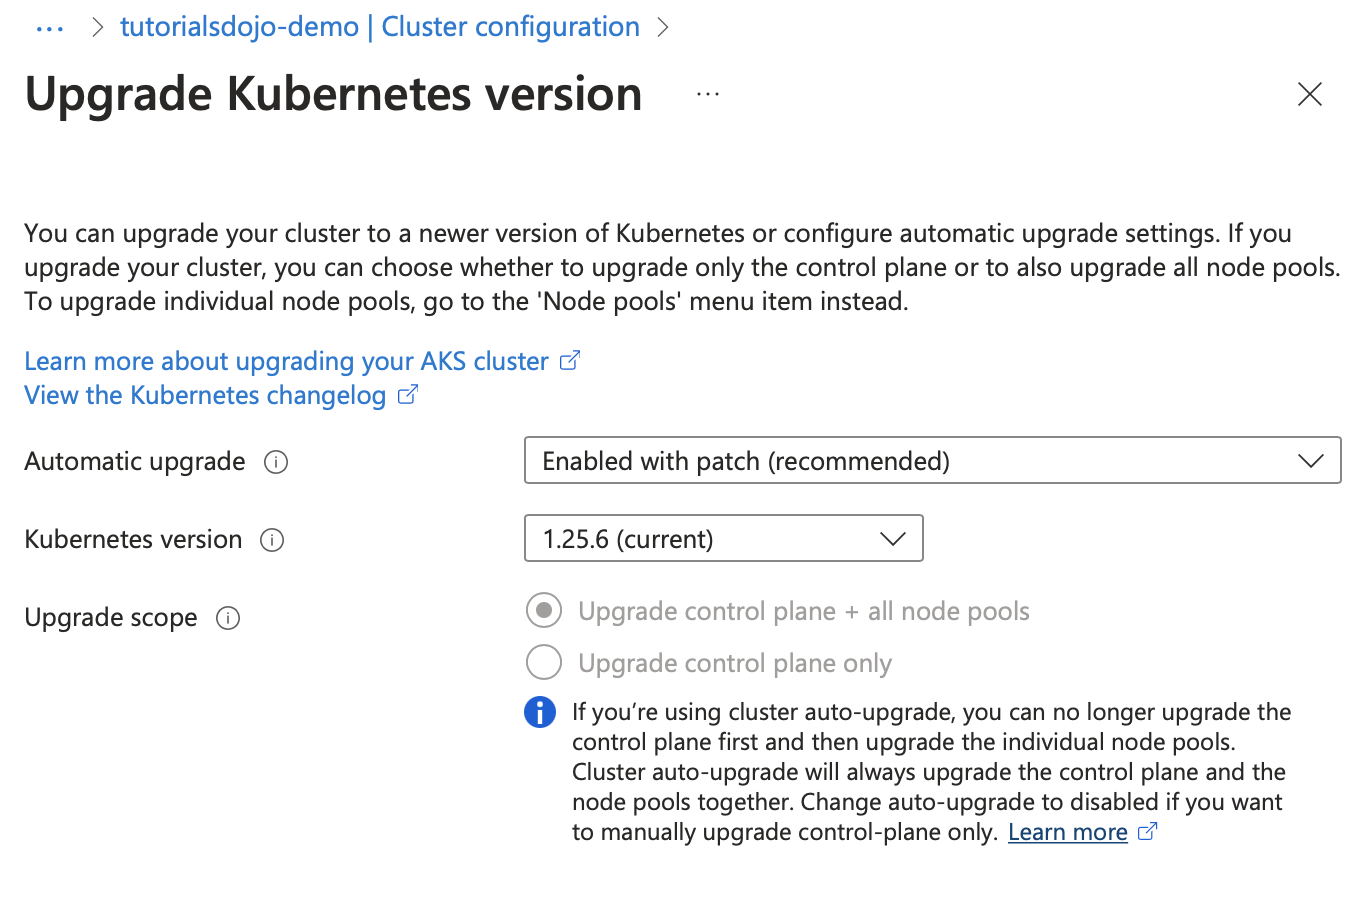 ... > tutorialsdojo-demo | Cluster configuration >
Upgrade Kubernetes version ...
You can upgrade your cluster to a newer version of Kubernetes or configure automatic upgrade settings. If you
upgrade your cluster, you can choose whether to upgrade only the control plane or to also upgrade all node pools.
To upgrade individual node pools, go to the 'Node pools' menu item instead.
Learn more about upgrading your AKS cluster
View the Kubernetes changelog
Automatic upgrade
Enabled with patch (recommended)
Kubernetes version
1.25.6 (current)
Upgrade scope
Upgrade control plane + all node pools
Upgrade control plane only
If you’re using cluster auto-upgrade, you can no longer upgrade the
control plane first and then upgrade the individual node pools.
Cluster auto-upgrade will always upgrade the control plane and the
node pools together. Change auto-upgrade to disabled if you want
to manually upgrade control-plane only. Learn more